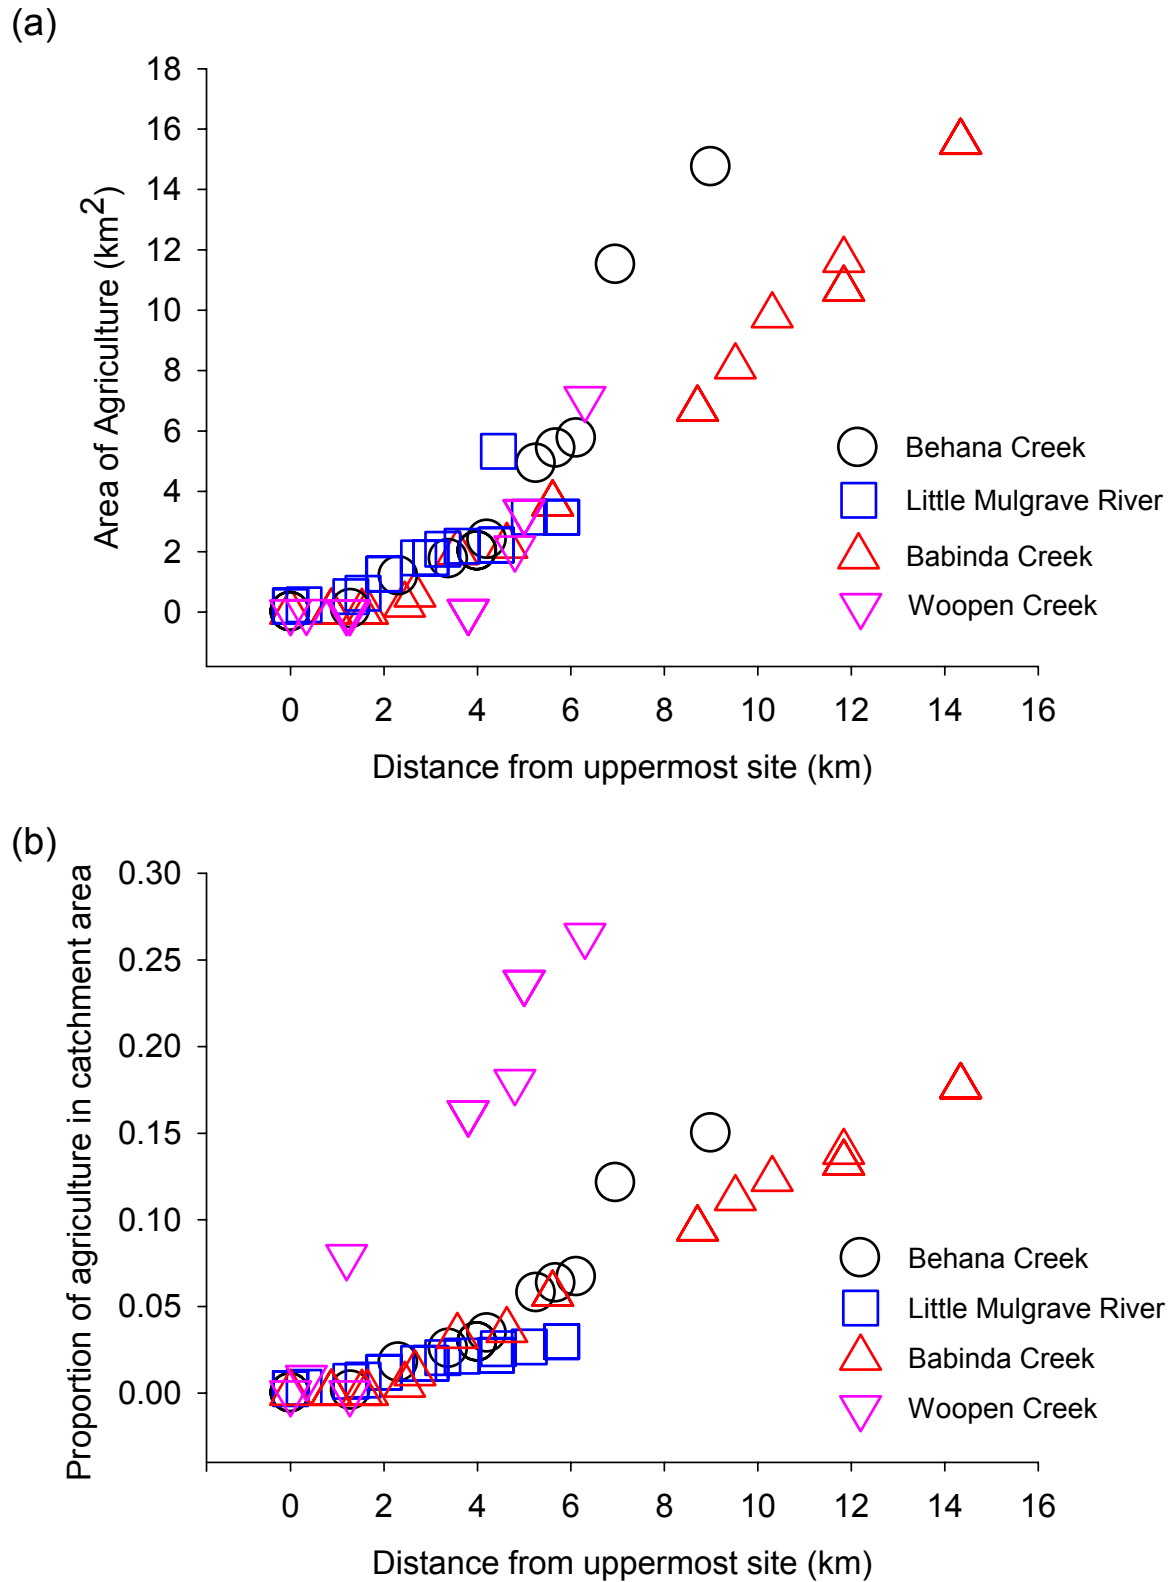 (a)
18
16
14
12
10
8
6
4
2
0
Area of Agriculture (km²)
Behana Creek
Little Mulgrave River
Babinda Creek
Woopen Creek
0 2 4 6 8 10 12 14 16
Distance from uppermost site (km)
(b)
0.30
0.25
0.20
0.15
0.10
0.05
0.00
Proportion of agriculture in catchment area
Behana Creek
Little Mulgrave River
Babinda Creek
Woopen Creek
0 2 4 6 8 10 12 14 16
Distance from uppermost site (km)